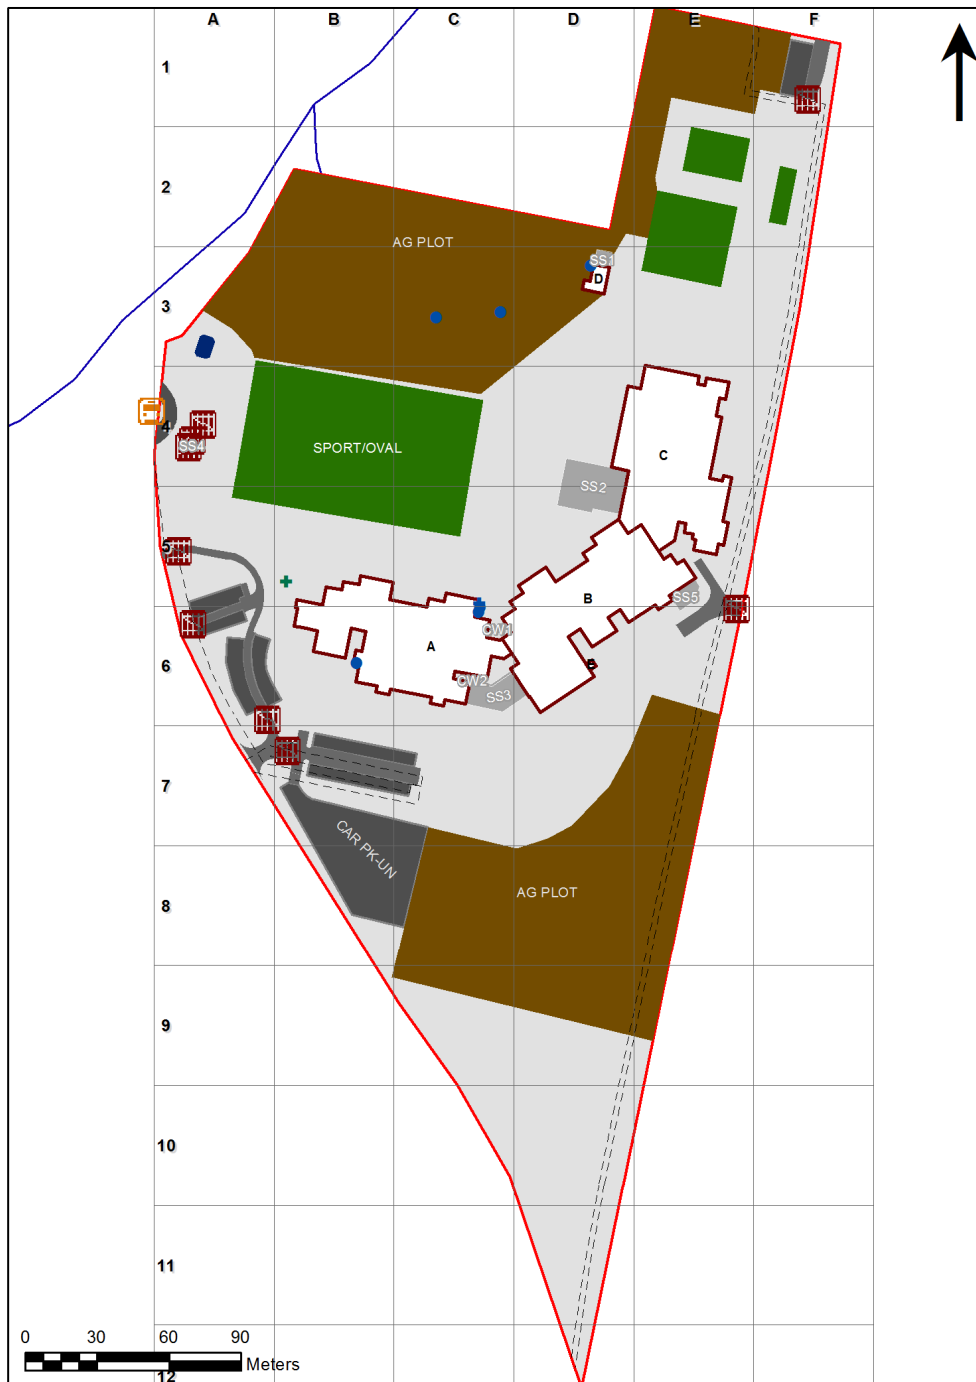 A B C D E F
1
2
AG PLOT
SS1
D
3
4
SS4
SPORT/OVAL
C
SS2
5
B
SS5
CW1
A
6
E
CW2
SS3
7
CAR PK-UN
AG PLOT
8
9
10
11
0 30 60 90
Meters
12